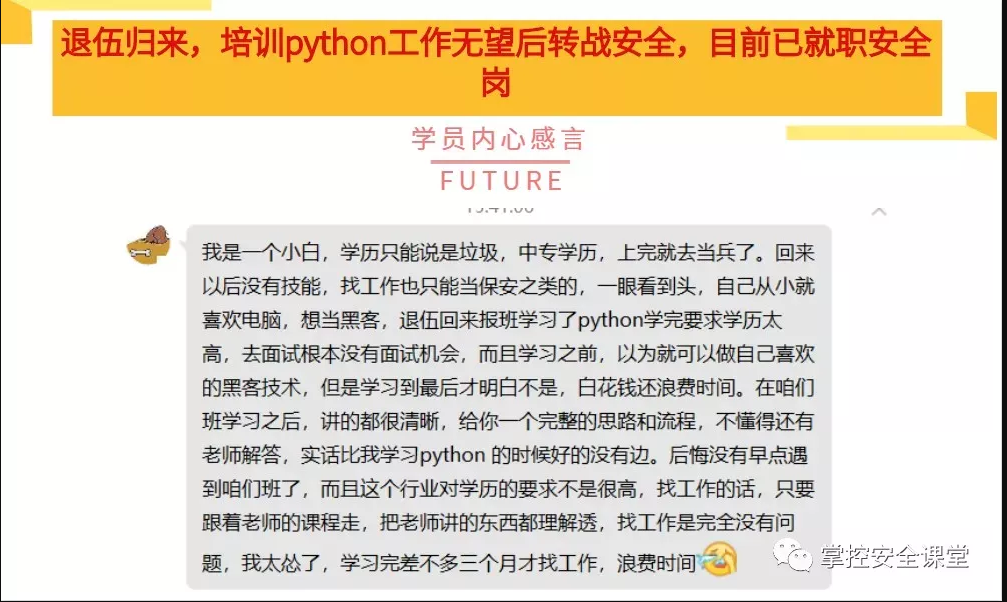 退伍归来，培训python工作无望后转战安全，目前已就职安全
岗
学员内心感言
FUTURE
我是一个小白，学历只能说是垃圾，中专学历，上完就去当兵了。回来
以后没有技能，找工作也只能当保安之类的，一眼看到头，自己从小就
喜欢电脑，想当黑客，退伍回来报班学习了python学完要求学历太
高，去面试根本没有面试机会，而且学习之前，以为就可以做自己喜欢
的黑客技术，但是学习到最后才明白不是，白花钱还浪费时间。在咱们
班学习之后，讲的都很清晰，给你一个完整的思路和流程，不懂得还有
老师解答，实话比我学习python 的时候好的没有边。后悔没有早点遇
到咱们班了，而且这个行业对学历的要求不是很高，找工作的话，只要
跟着老师的课程走，把老师讲的东西都理解透，找工作是完全没有问
题，我太怂了，学习完差不多三个月才找工作，浪费时间
掌控安全课堂